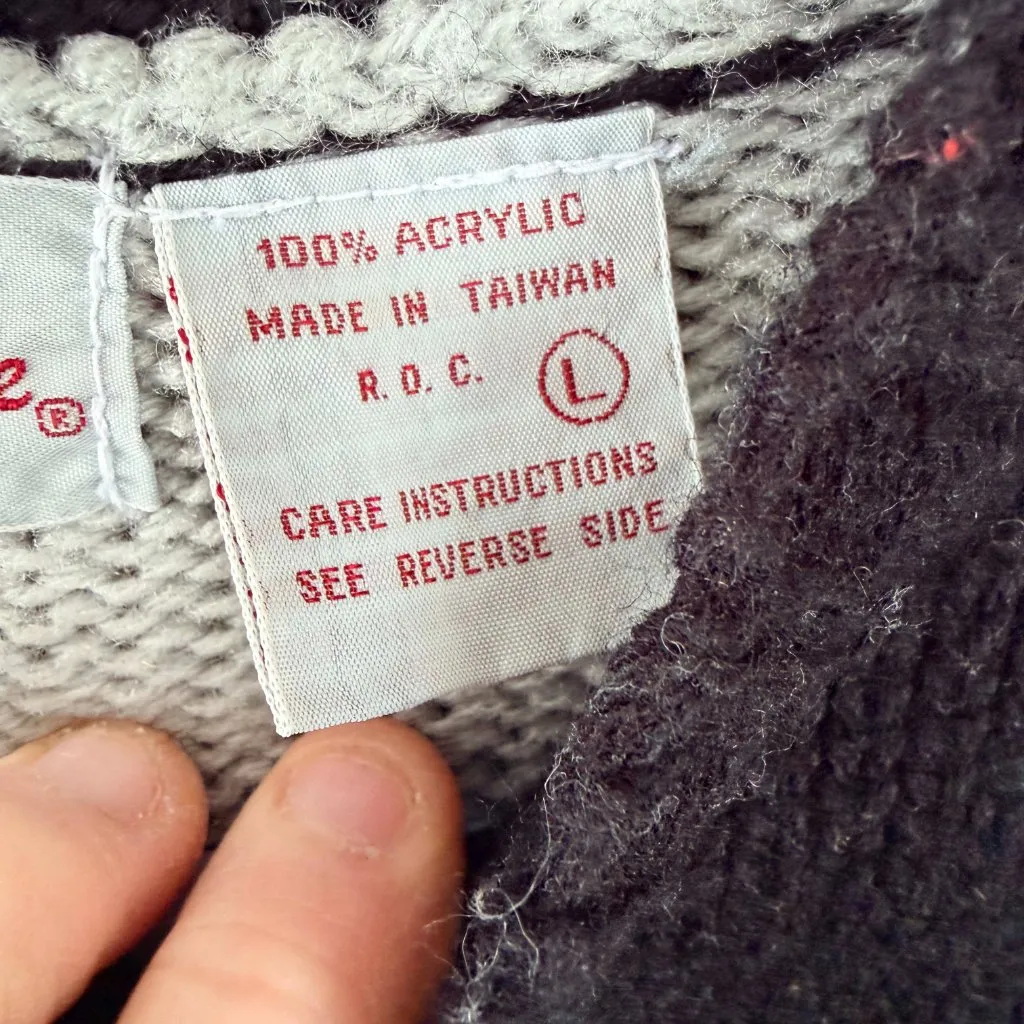 100% ACRYLIC
MADE IN TAIWAN
R. O. C. Ⓛ
CARE INSTRUCTIONS
SEE REVERSE SIDE
e®